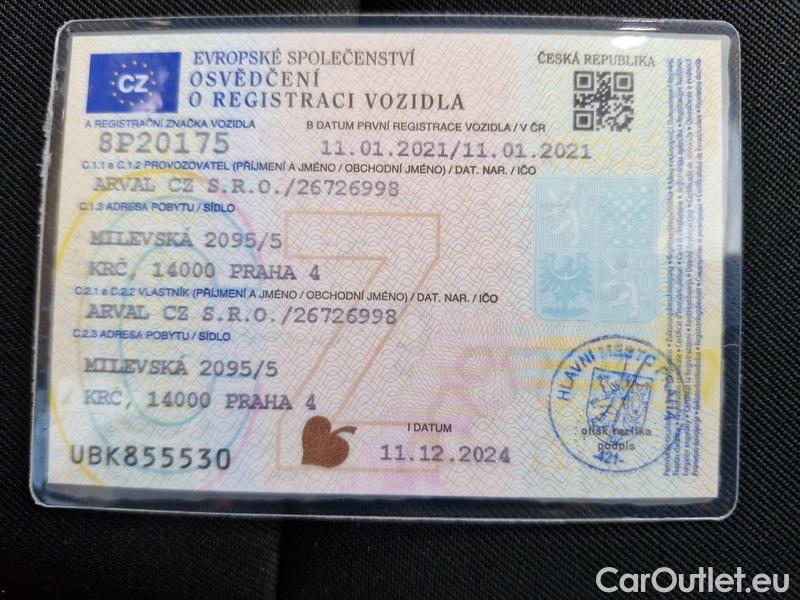 EVROPSKÉ SPOLEČENSTVÍ
ČESKÁ REPUBLIKA
CZ
OSVĚDČENÍ
O REGISTRACI VOZIDLA
A REGISTRAČNÍ ZNAČKA VOZIDLA
B DATUM PRVNÍ REGISTRACE VOZIDLA / V ČR
8P20175
11.01.2021/11.01.2021
C.1.1 a C.1.2 PROVOZOVATEL (PŘÍJMENÍ A JMÉNO / OBCHODNÍ JMÉNO) / DAT. NAR. / IČO
ARVAL CZ S.R.O./26726998
C.1.3 ADRESA POBYTU / SÍDLO
MILEVSKÁ 2095/5
KRČ, 14000 PRAHA 4
C.2.1 a C.2.2 VLASTNÍK (PŘÍJMENÍ A JMÉNO / OBCHODNÍ JMÉNO) / DAT. NAR. / IČO
ARVAL CZ S.R.O./26726998
C.2.3 ADRESA POBYTU / SÍDLO
MILEVSKÁ 2095/5
KRČ, 14000 PRAHA 4
HLAVNÍ MĚSTO
otisk razítka
podpis
-421-
I DATUM
11.12.2024
UBK855530
CarOutlet.eu